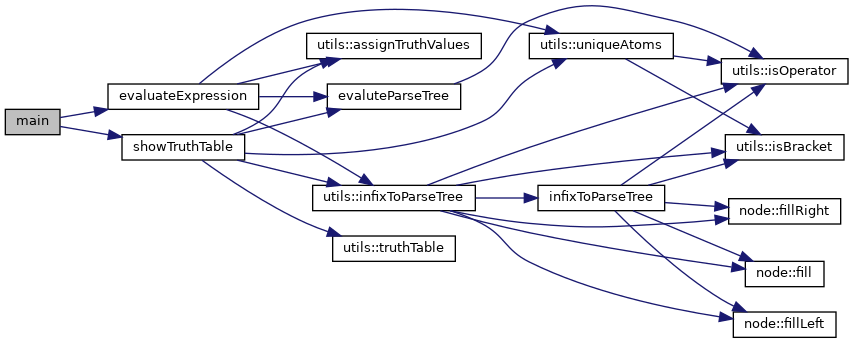 main
evaluateExpression
showTruthTable
utils::assignTruthValues
evaluteParseTree
utils::infixToParseTree
utils::truthTable
utils::uniqueAtoms
infixToParseTree
utils::isOperator
utils::isBracket
node::fillRight
node::fill
node::fillLeft